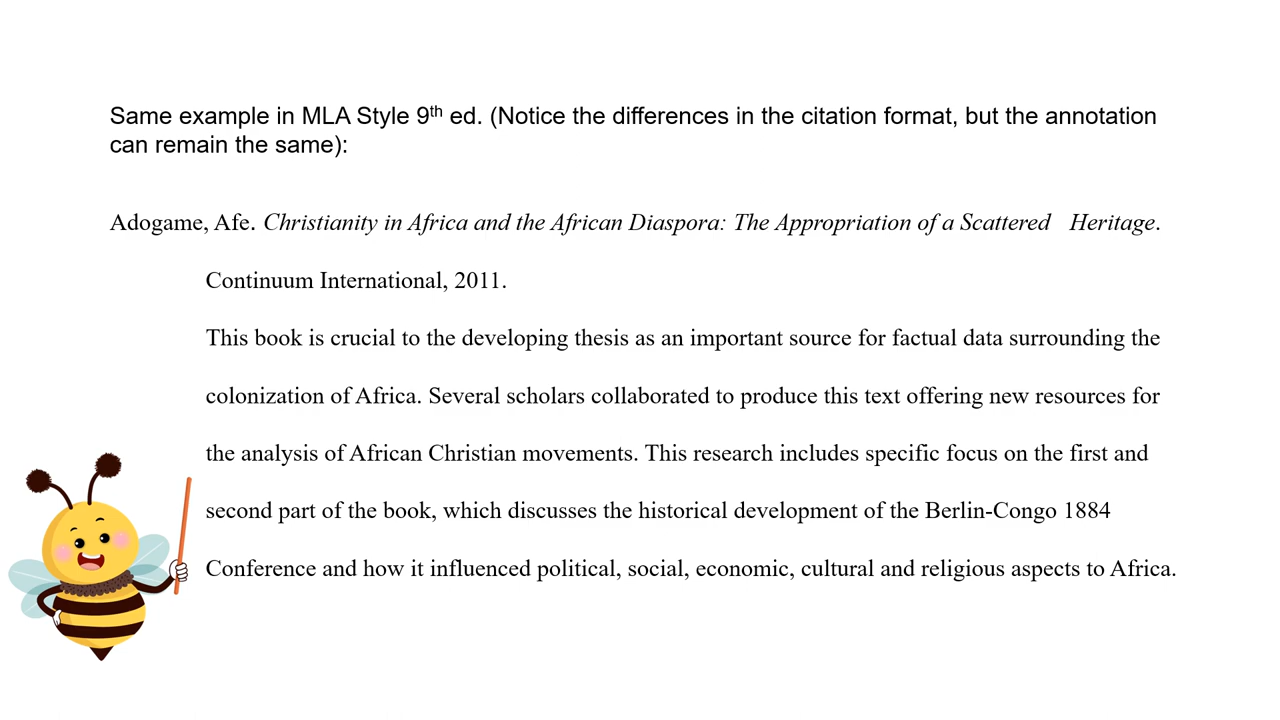 Same example in MLA Style 9th ed. (Notice the differences in the citation format, but the annotation
can remain the same):
Adogame, Afe. Christianity in Africa and the African Diaspora: The Appropriation of a Scattered Heritage.
Continuum International, 2011.
This book is crucial to the developing thesis as an important source for factual data surrounding the
colonization of Africa. Several scholars collaborated to produce this text offering new resources for
the analysis of African Christian movements. This research includes specific focus on the first and
second part of the book, which discusses the historical development of the Berlin-Congo 1884
Conference and how it influenced political, social, economic, cultural and religious aspects to Africa.